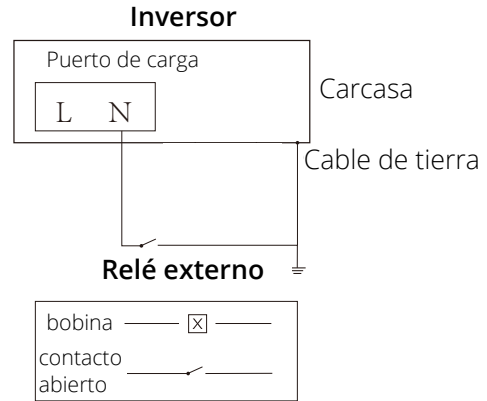 Inversor
Puerto de carga
L N
Carcasa
Cable de tierra
Relé externo
bobina X
contacto
abierto